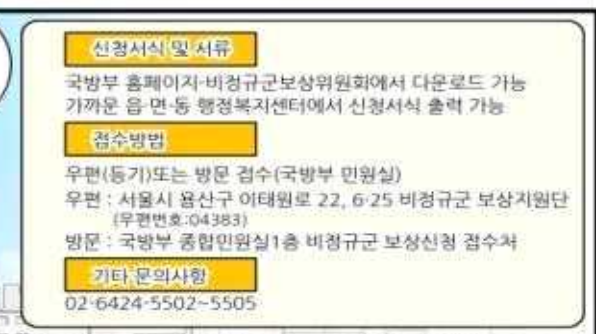 신청서식 및 서류
국방부 홈페이지·비정규군보상위원회에서 다운로드 가능
가까운 읍·면·동 행정복지센터에서 신청서식 출력 가능
접수방법
우편(등기)또는 방문 접수(국방부 민원실)
우편 : 서울시 용산구 이태원로 22, 6·25 비정규군 보상지원단
(우편번호:04383)
방문 : 국방부 종합민원실1층 비정규군 보상신청 접수처
기타 문의사항
02-6424-5502~5505